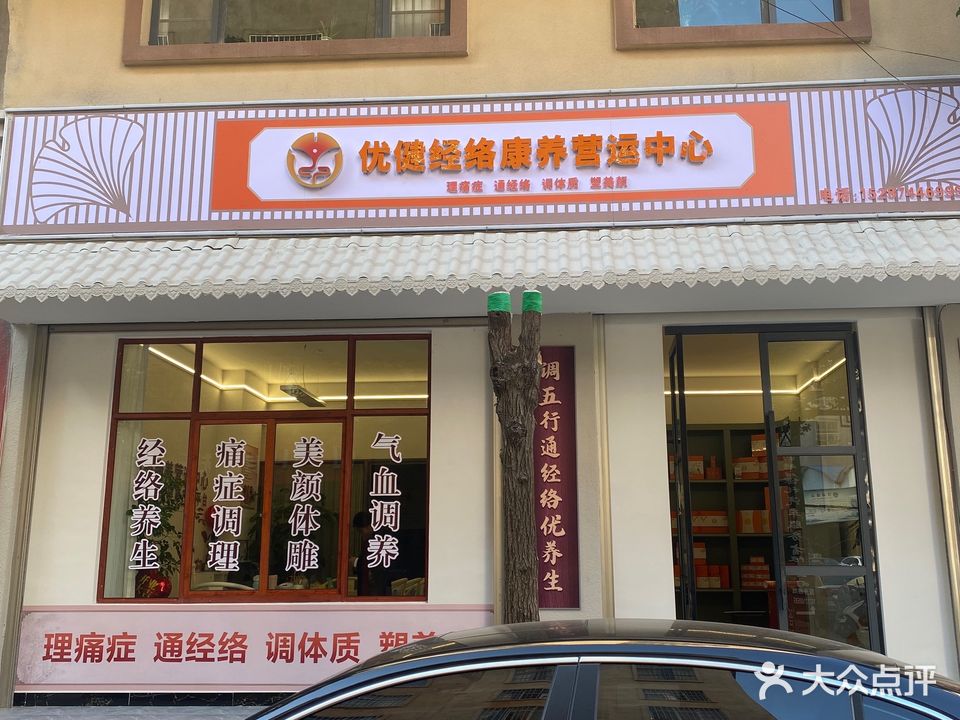 优健经络康养营运中心
理痛症 通经络 调体质 塑美颜
经络养生
痛症调理
美颜体雕
气血调养
调五行通经络优养生
理痛症 通经络 调体质 塑美
大众点评